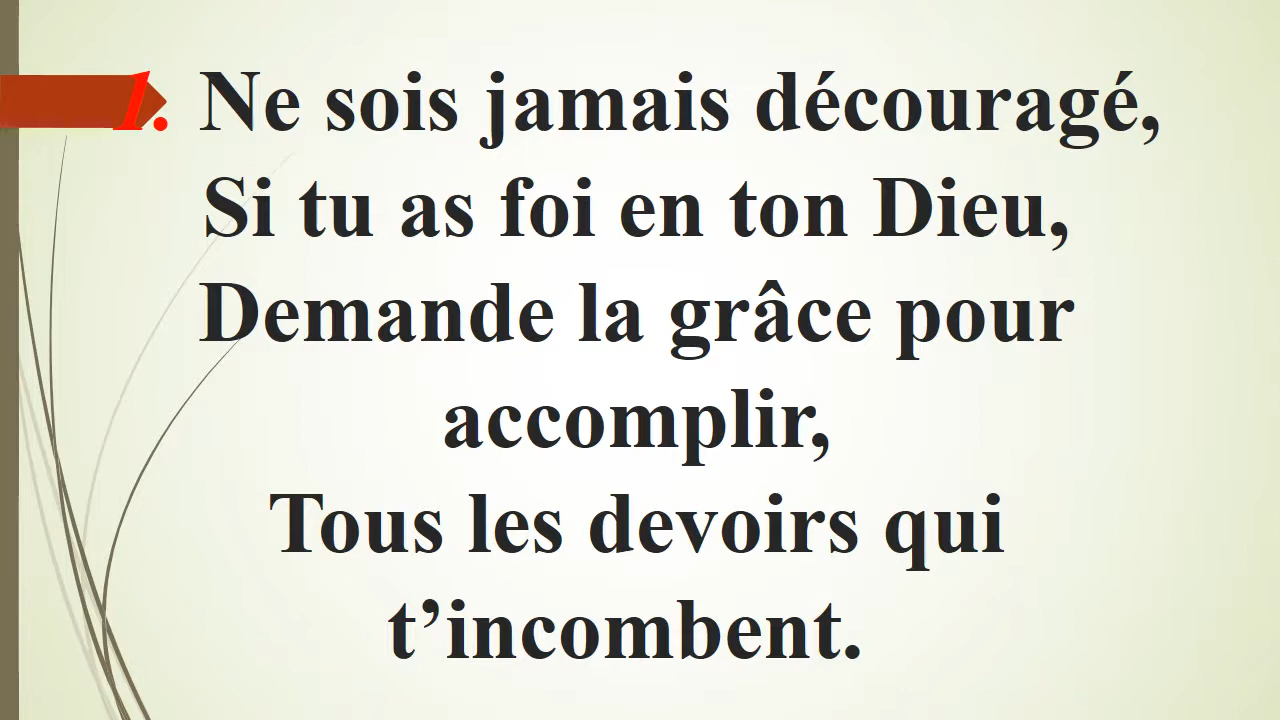 1. Ne sois jamais découragé,
Si tu as foi en ton Dieu,
Demande la grâce pour
accomplir,
Tous les devoirs qui
t’incombent.